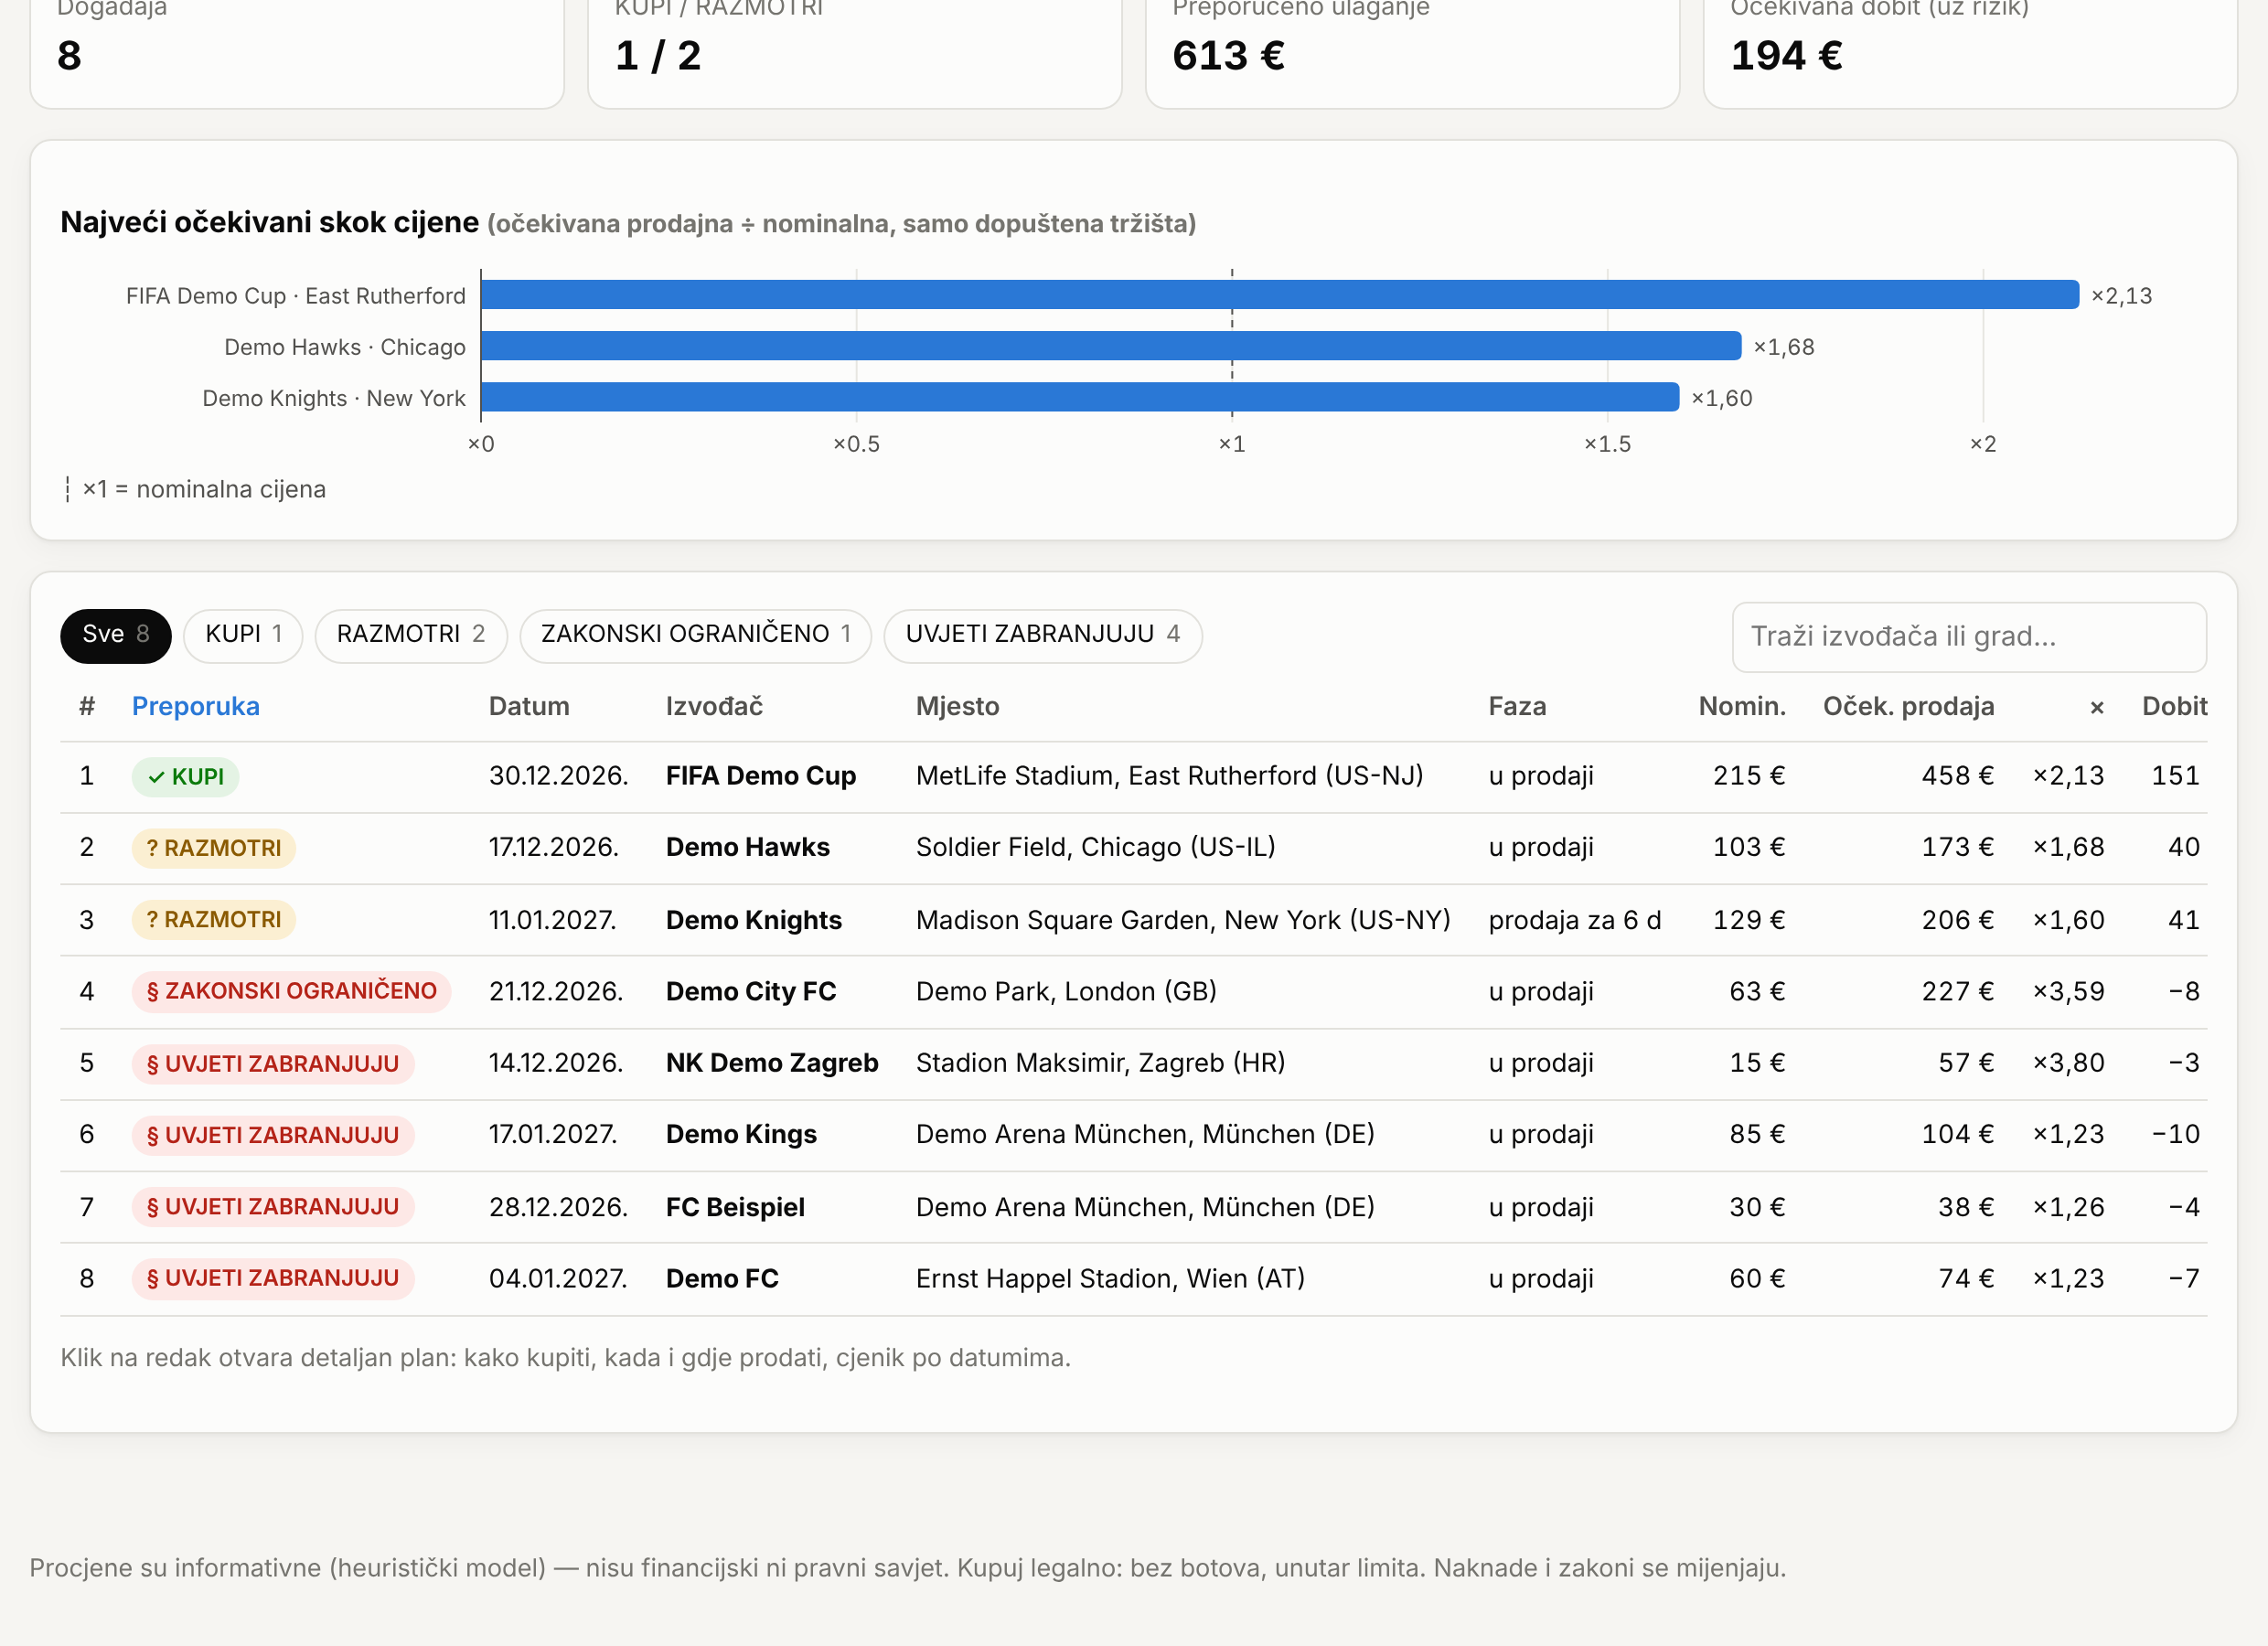 Događaja
8
KUPI / RAZMOTRI
1 / 2
Preporučeno ulaganje
613 €
Očekivana dobit (uz rizik)
194 €
Najveći očekivani skok cijene (očekivana prodajna ÷ nominalna, samo dopuštena tržišta)
FIFA Demo Cup · East Rutherford ×2,13
Demo Hawks · Chicago ×1,68
Demo Knights · New York ×1,60
×0 ×0.5 ×1 ×1.5 ×2
×1 = nominalna cijena
Sve 8 KUPI 1 RAZMOTRI 2 ZAKONSKI OGRANIČENO 1 UVJETI ZABRANJUJU 4 Traži izvođača ili grad...
# Preporuka Datum Izvođač Mjesto Faza Nomin. Oček. prodaja × Dobit
1 ✓ KUPI 30.12.2026. FIFA Demo Cup MetLife Stadium, East Rutherford (US-NJ) u prodaji 215 € 458 € ×2,13 151
2 ? RAZMOTRI 17.12.2026. Demo Hawks Soldier Field, Chicago (US-IL) u prodaji 103 € 173 € ×1,68 40
3 ? RAZMOTRI 11.01.2027. Demo Knights Madison Square Garden, New York (US-NY) prodaja za 6 d 129 € 206 € ×1,60 41
4 § ZAKONSKI OGRANIČENO 21.12.2026. Demo City FC Demo Park, London (GB) u prodaji 63 € 227 € ×3,59 −8
5 § UVJETI ZABRANJUJU 14.12.2026. NK Demo Zagreb Stadion Maksimir, Zagreb (HR) u prodaji 15 € 57 € ×3,80 −3
6 § UVJETI ZABRANJUJU 17.01.2027. Demo Kings Demo Arena München, München (DE) u prodaji 85 € 104 € ×1,23 −10
7 § UVJETI ZABRANJUJU 28.12.2026. FC Beispiel Demo Arena München, München (DE) u prodaji 30 € 38 € ×1,26 −4
8 § UVJETI ZABRANJUJU 04.01.2027. Demo FC Ernst Happel Stadion, Wien (AT) u prodaji 60 € 74 € ×1,23 −7
Klik na redak otvara detaljan plan: kako kupiti, kada i gdje prodati, cjenik po datumima.
Procjene su informativne (heuristički model) — nisu financijski ni pravni savjet. Kupuj legalno: bez botova, unutar limita. Naknade i zakoni se mijenjaju.